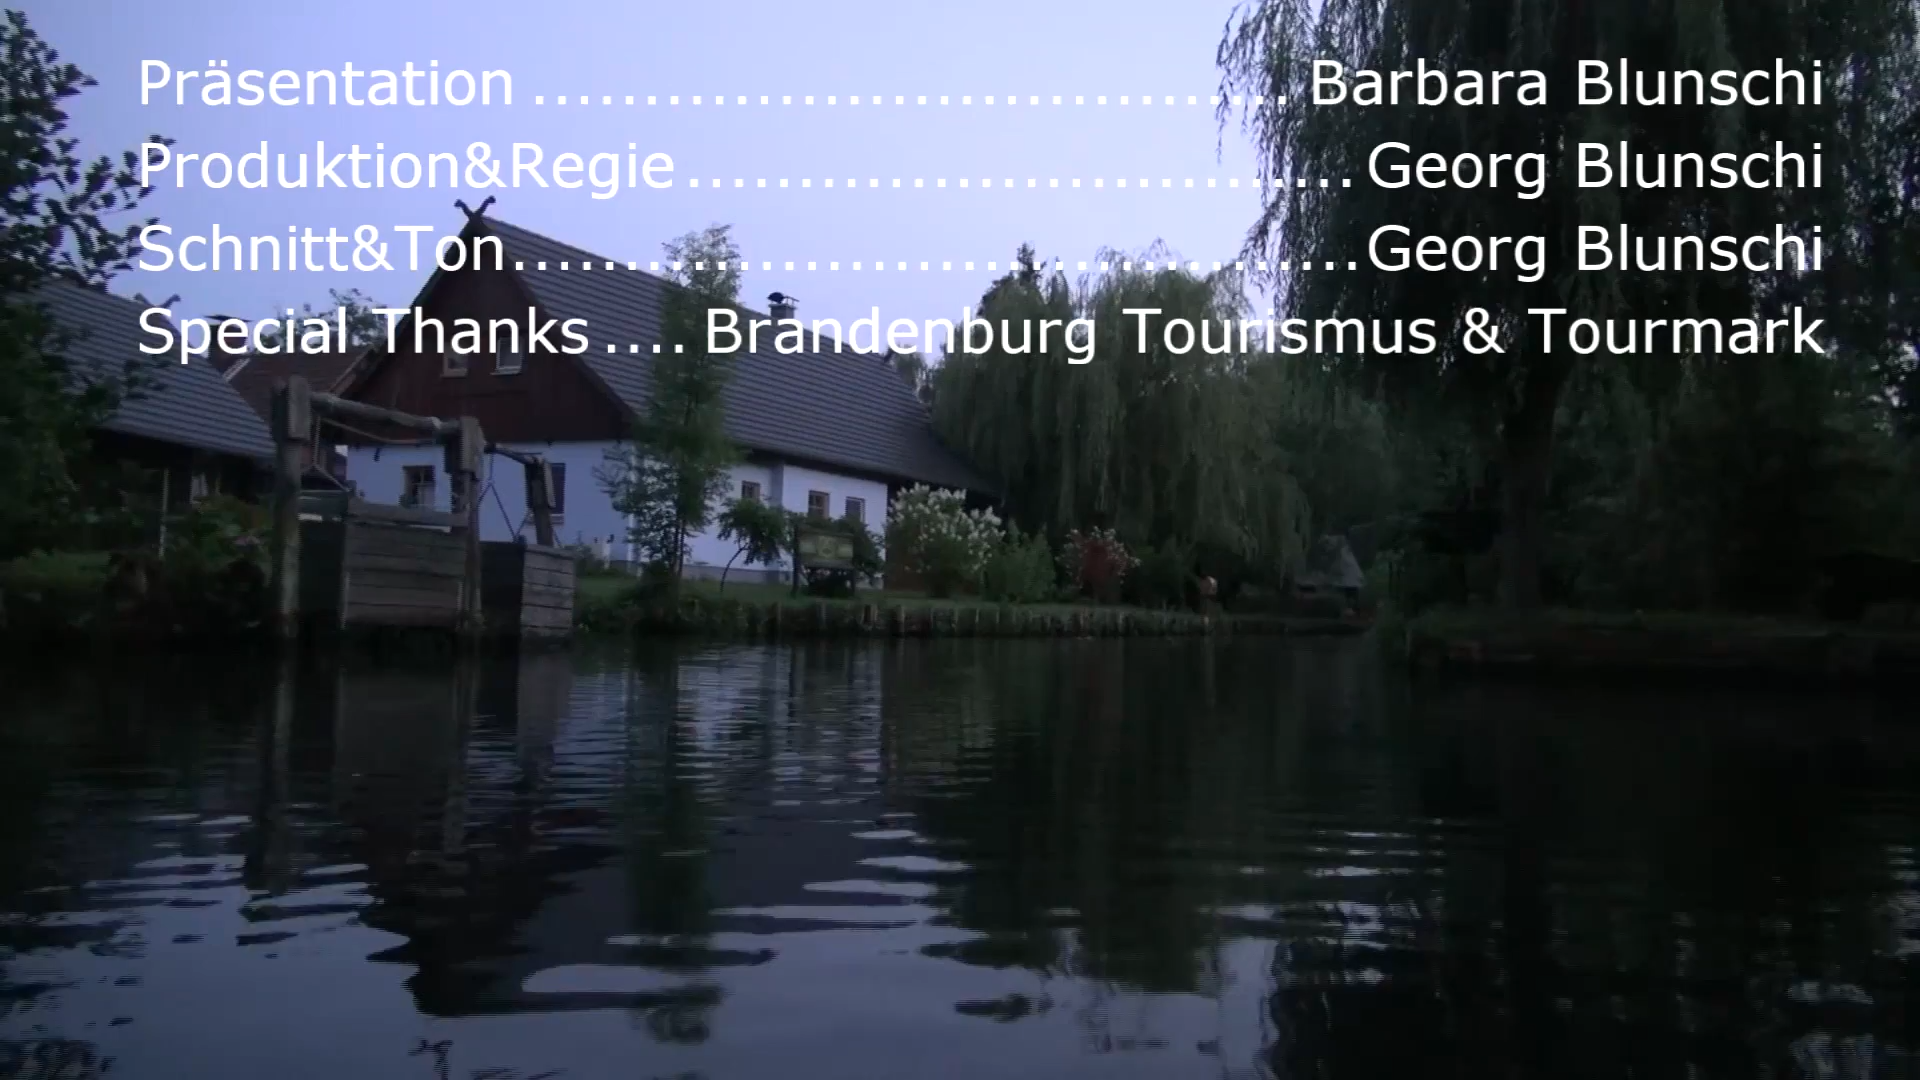 Präsentation .................................. Barbara Blunschi
Produktion&Regie .............................. Georg Blunschi
Schnitt&Ton ...................................... Georg Blunschi
Special Thanks .... Brandenburg Tourismus & Tourmark